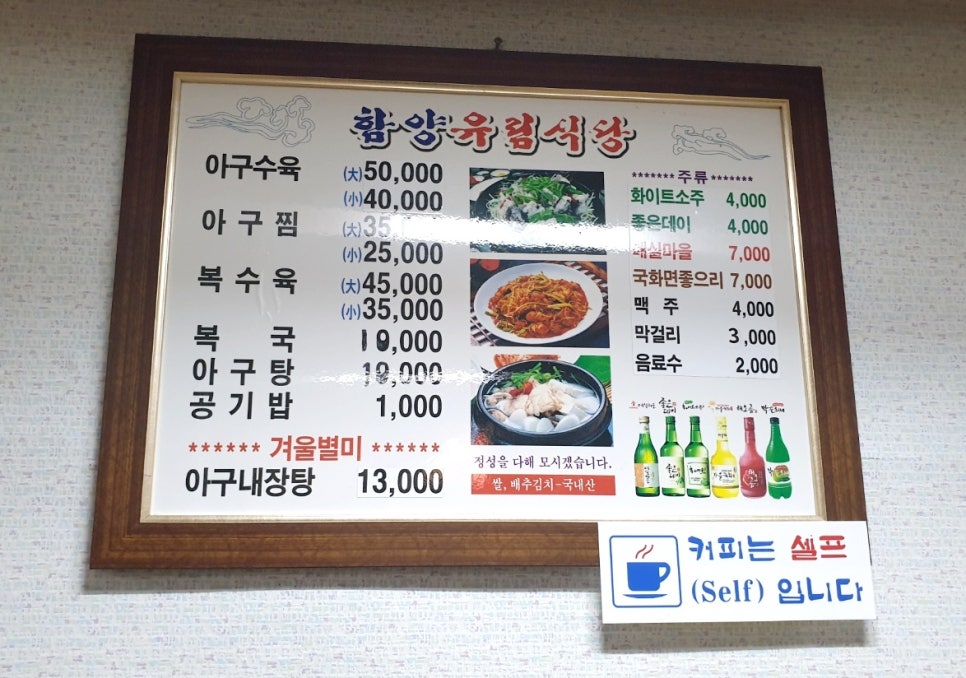 함양유림식당
아구수육 (大)50,000
(小)40,000
아구찜 (大)35,
(小)25,000
복수육 (大)45,000
(小)35,000
복국
아구탕
공기밥 1,000
****** 겨울별미 ******
아구내장탕 13,000
******* 주류 *******
화이트소주 4,000
좋은데이 4,000
매실마을 7,000
국화면좋으리 7,000
맥주 4,000
막걸리 3,000
음료수 2,000
정성을 다해 모시겠습니다.
쌀, 배추김치-국내산
커피는 셀프
(Self) 입니다